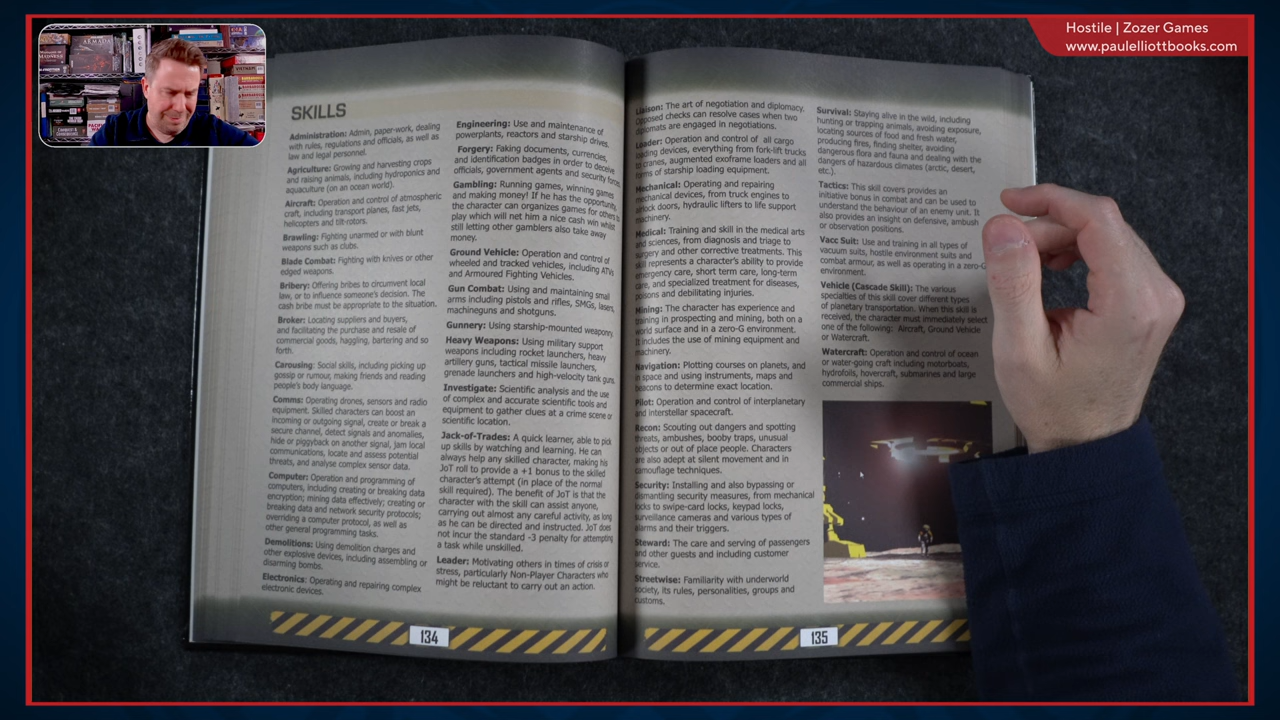 Hostile | Zozer Games
www.paulelliottbooks.com
SKILLS
Administration: Admin, paper-work, dealing
with rules, regulations and officials, as well as
law and legal personnel.
Agriculture: Growing and harvesting crops
and raising animals, including hydroponics and
aquaculture (on an ocean world).
Aircraft: Operation and control of atmospheric
craft, including transport planes, fast jets,
helicopters and tilt-rotors.
Brawling: Fighting unarmed or with blunt
weapons such as clubs.
Blade Combat: Fighting with knives or other
edged weapons.
Bribery: Offering bribes to circumvent local
law, or to influence someone's decision. The
cash bribe must be appropriate to the situation.
Broker: Locating suppliers and buyers,
and facilitating the purchase and resale of
commercial goods, haggling, bartering and so
forth.
Carousing: Social skills, including picking up
gossip or rumour, making friends and reading
people's body language.
Comms: Operating drones, sensors and radio
equipment. Skilled characters can boost an
incoming or outgoing signal, create or break a
secure channel, detect signals and anomalies,
hide or piggyback on another signal, jam local
communications, locate and assess potential
threats, and analyse complex sensor data.
Computer: Operation and programming of
computers, including creating or breaking data
encryption; mining data effectively; creating or
breaking data and network security protocols;
overriding a computer protocol, as well as
other general programming tasks.
Demolitions: Using demolition charges and
other explosive devices, including assembling or
disarming bombs.
Electronics: Operating and repairing complex
electronic devices.
Engineering: Use and maintenance of
powerplants, reactors and starship drives.
Forgery: Faking documents, currencies,
and identification badges in order to deceive
officials, government agents and security forces
Gambling: Running games, winning games
and making money! If he has the opportunity,
the character can organizes games for others to
play which will net him a nice cash win whilst
still letting other gamblers also take away
money.
Ground Vehicle: Operation and control of
wheeled and tracked vehicles, including ATVs
and Armoured Fighting Vehicles.
Gun Combat: Using and maintaining small
arms including pistols and rifles, SMGs, lasers,
machineguns and shotguns.
Gunnery: Using starship-mounted weaponry
Heavy Weapons: Using military support
weapons including rocket launchers, heavy
artillery guns, tactical missile launchers,
grenade launchers and high-velocity tank guns.
Investigate: Scientific analysis and the use
of complex and accurate scientific tools and
equipment to gather clues at a crime scene or
scientific location.
Jack-of-Trades: A quick learner, able to pick
up skills by watching and learning. He can
always help any skilled character, making his
JoT roll to provide a +1 bonus to the skilled
character's attempt (in place of the normal
skill required). The benefit of JoT is that the
character with the skill can assist anyone,
carrying out almost any careful activity, as long
as he can be directed and instructed. JoT does
not incur the standard -3 penalty for attempting
a task while unskilled.
Leader: Motivating others in times of crisis or
stress, particularly Non-Player Characters who
might be reluctant to carry out an action.
134
Liaison: The art of negotiation and diplomacy.
Opposed checks can resolve cases when two
diplomats are engaged in negotiations.
Loader: Operation and control of all cargo
loading devices, everything from fork-lift trucks
to cranes, augmented exoframe loaders and all
forms of starship loading equipment.
Mechanical: Operating and repairing
mechanical devices, from truck engines to
airlock doors, hydraulic lifters to life support
machinery.
Medical: Training and skill in the medical arts
and sciences, from diagnosis and triage to
surgery and other corrective treatments. This
skill represents a character's ability to provide
emergency care, short term care, long-term
care, and specialized treatment for diseases,
poisons and debilitating injuries.
Mining: The character has experience and
training in prospecting and mining, both on a
world surface and in a zero-G environment.
It includes the use of mining equipment and
machinery.
Navigation: Plotting courses on planets, and
in space and using instruments, maps and
beacons to determine exact location.
Pilot: Operation and control of interplanetary
and interstellar spacecraft.
Recon: Scouting out dangers and spotting
threats, ambushes, booby traps, unusual
objects or out of place people. Characters
are also adept at silent movement and in
camouflage techniques.
Security: Installing and also bypassing or
dismantling security measures, from mechanical
locks to swipe-card locks, keypad locks,
surveillance cameras and various types of
alarms and their triggers.
Steward: The care and serving of passengers
and other guests and including customer
service.
Streetwise: Familiarity with underworld
society, its rules, personalities, groups and
customs.
Survival: Staying alive in the wild, including
hunting or trapping animals, avoiding exposure,
locating sources of food and fresh water,
producing fires, finding shelter, avoiding
dangerous flora and fauna and dealing with the
dangers of hazardous climates (arctic, desert,
etc.).
Tactics: This skill covers provides an
initiative bonus in combat and can be used to
understand the behaviour of an enemy unit. It
also provides an insight on defensive, ambush
or observation positions.
Vacc Suit: Use and training in all types of
vacuum suits, hostile environment suits and
combat armour, as well as operating in a zero-G
environment.
Vehicle (Cascade Skill): The various
specialties of this skill cover different types
of planetary transportation. When this skill is
received, the character must immediately select
one of the following: Aircraft, Ground Vehicle
or Watercraft.
Watercraft: Operation and control of ocean
or water-going craft including motorboats,
hydrofoils, hovercraft, submarines and large
commercial ships.
135